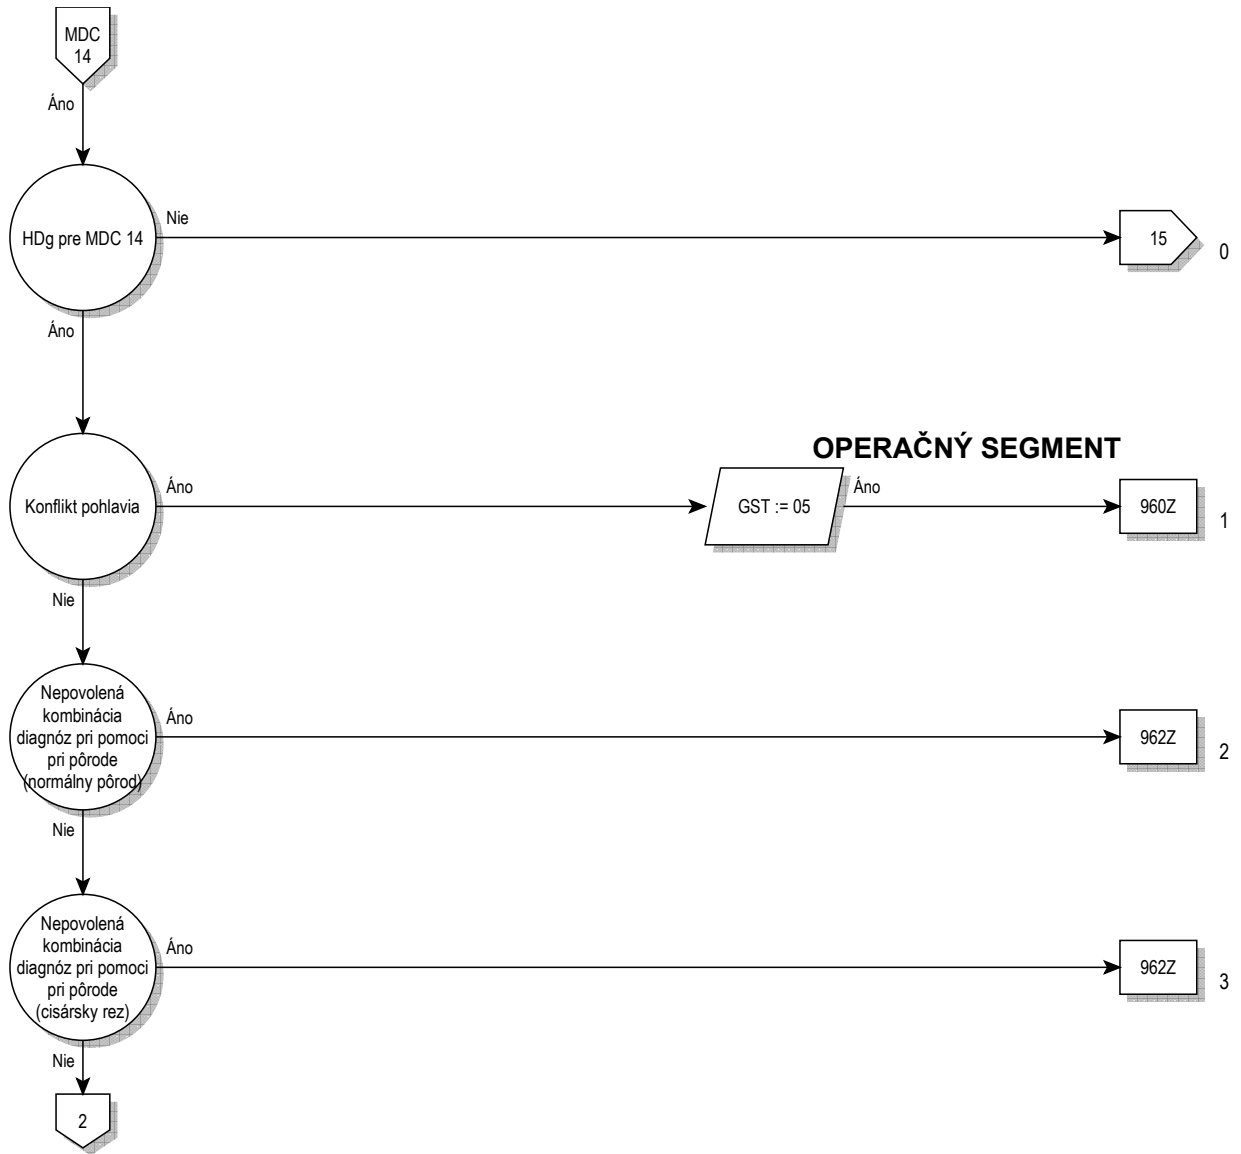 MDC
14
Áno
HDg pre MDC 14
Nie
15
0
Áno
OPERAČNÝ SEGMENT
Konflikt pohlavia
Áno
GST := 05
Áno
960Z
1
Nie
Nepovolená
kombinácia
diagnóz pri pomoci
pri pôrode
(normálny pôrod)
Áno
962Z
2
Nie
Nepovolená
kombinácia
diagnóz pri pomoci
pri pôrode
(cisársky rez)
Áno
962Z
3
Nie
2